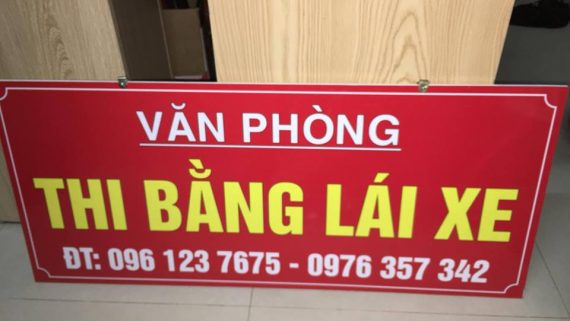 VĂN PHÒNG
THI BẰNG LÁI XE
ĐT: 096 123 7675 - 0976 357 342